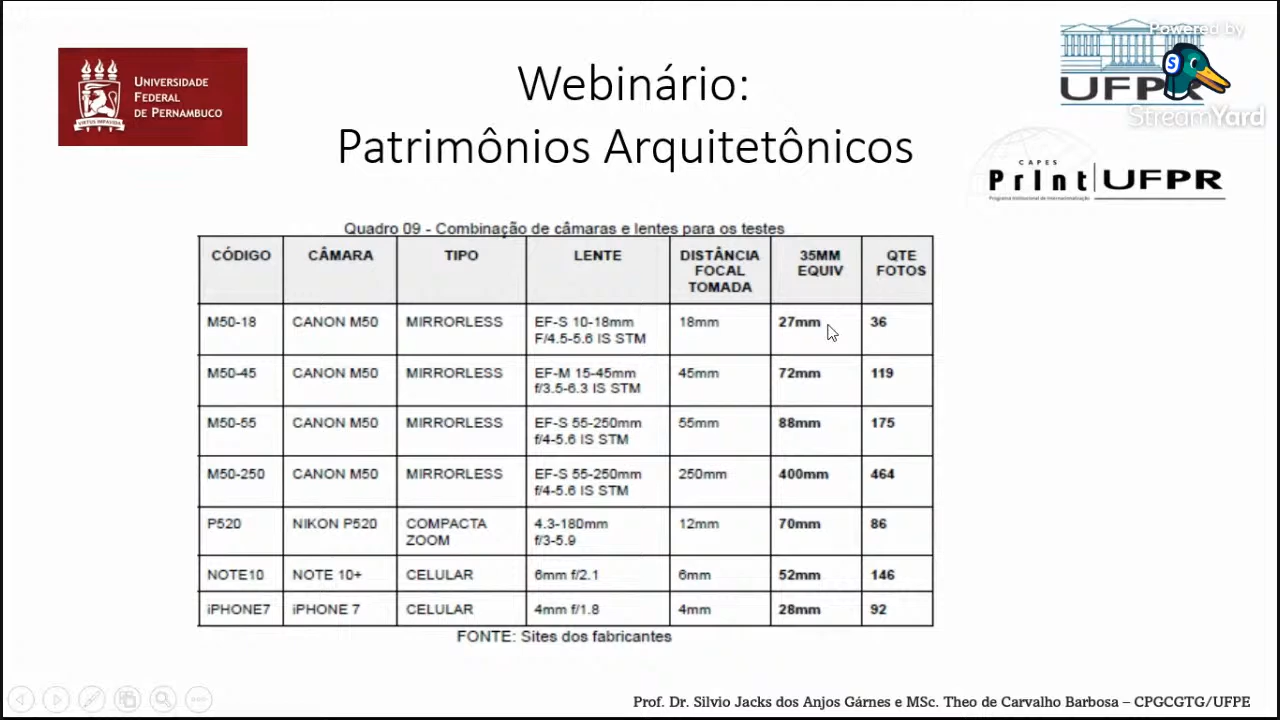 UNIVERSIDADE
FEDERAL
DE PERNAMBUCO
VIRTUS IMPAVIDA
Webinário:
Patrimônios Arquitetônicos
Powered by
StreamYard
UFPR
CAPES
PrInt UFPR
Programa Institucional de Internacionalização
Quadro 09 - Combinação de câmaras e lentes para os testes
CÓDIGO CÂMARA TIPO LENTE DISTÂNCIA FOCAL TOMADA 35MM EQUIV QTE FOTOS
M50-18 CANON M50 MIRRORLESS EF-S 10-18mm F/4.5-5.6 IS STM 18mm 27mm 36
M50-45 CANON M50 MIRRORLESS EF-M 15-45mm f/3.5-6.3 IS STM 45mm 72mm 119
M50-55 CANON M50 MIRRORLESS EF-S 55-250mm f/4-5.6 IS STM 55mm 88mm 175
M50-250 CANON M50 MIRRORLESS EF-S 55-250mm f/4-5.6 IS STM 250mm 400mm 464
P520 NIKON P520 COMPACTA ZOOM 4.3-180mm f/3-5.9 12mm 70mm 86
NOTE10 NOTE 10+ CELULAR 6mm f/2.1 6mm 52mm 146
iPHONE7 iPHONE 7 CELULAR 4mm f/1.8 4mm 28mm 92
FONTE: Sites dos fabricantes
Prof. Dr. Silvio Jacks dos Anjos Gárnes e MSc. Theo de Carvalho Barbosa – CPGCGTG/UFPE